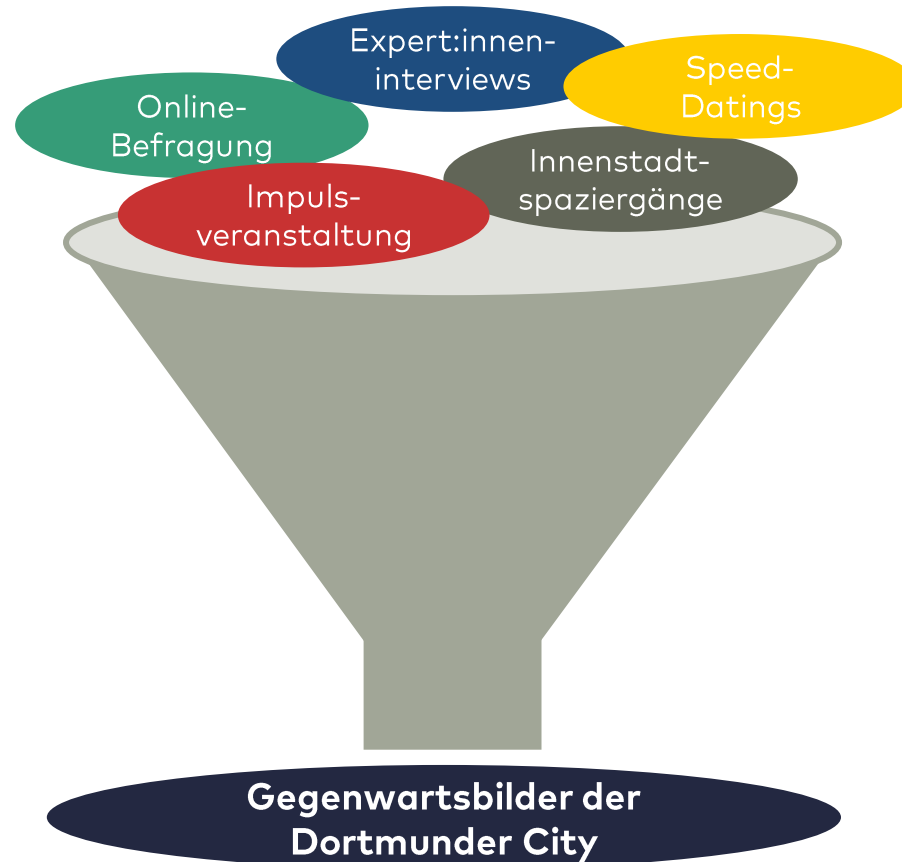 Expert:innen-
interviews
Speed-
Datings
Online-
Befragung
Innenstadt-
spaziergänge
Impuls-
veranstaltung
Gegenwartsbilder der
Dortmunder City